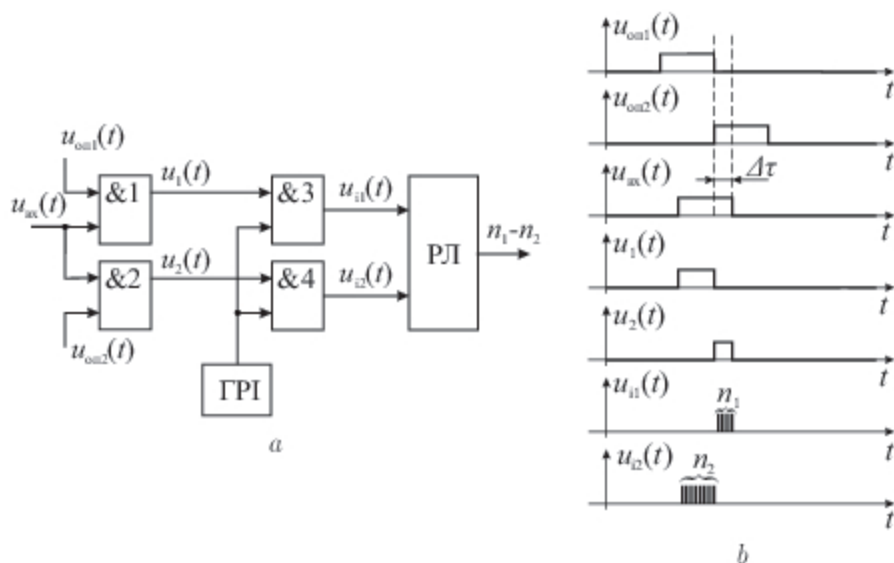 u_оп1(t)
u_вх(t)
&1
u_1(t)
&3
u_i1(t)
&2
u_2(t)
&4
u_i2(t)
РЛ
n_1-n_2
u_оп2(t)
ГРІ
a
u_оп1(t)
t
u_оп2(t)
t
u_вх(t)
Δτ
t
u_1(t)
t
u_2(t)
t
u_i1(t)
n_1
t
u_i2(t)
n_2
t
b